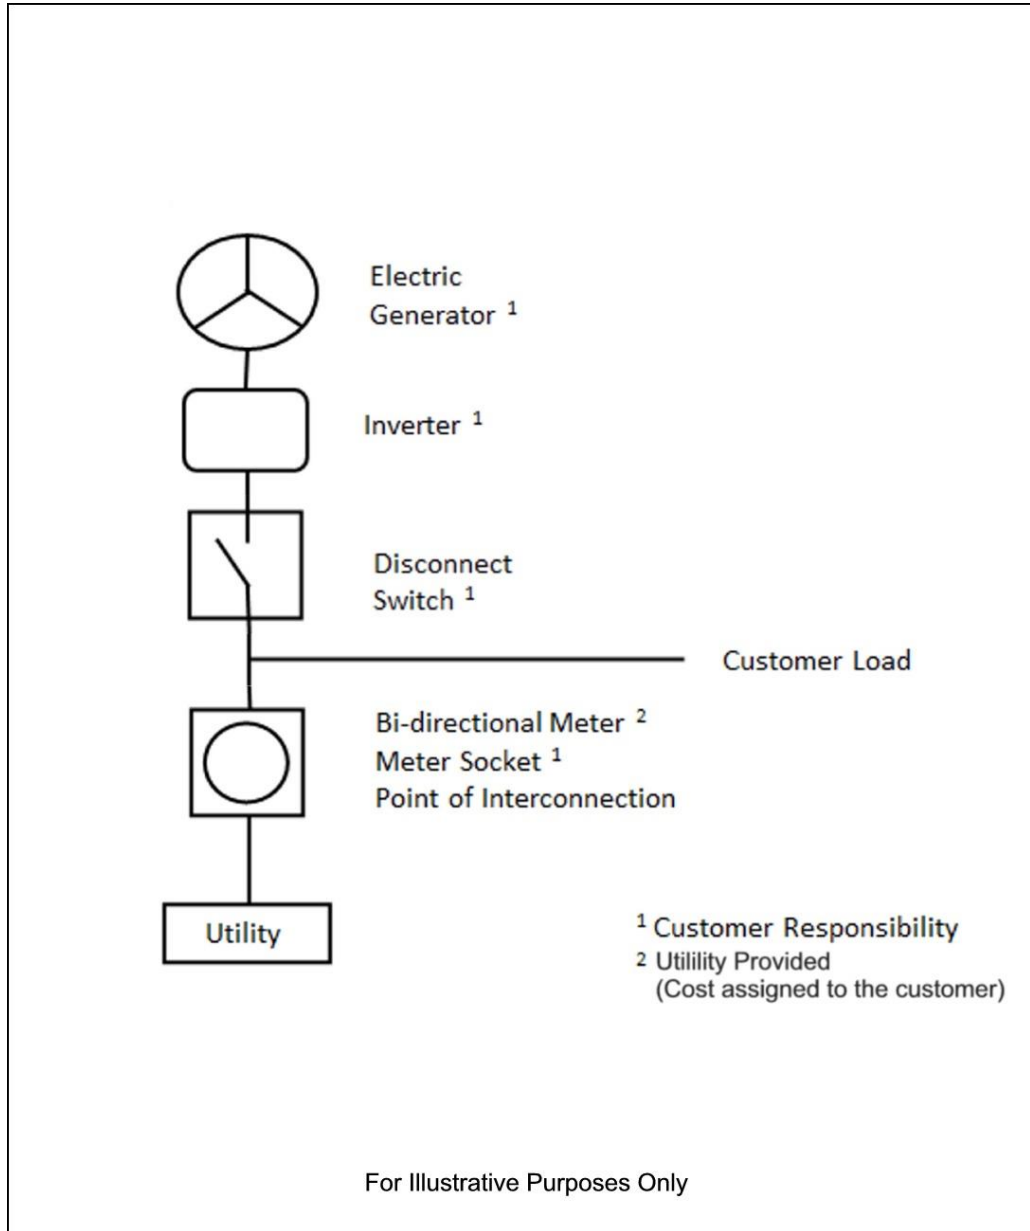 Electric
Generator 1
Inverter 1
Disconnect
Switch 1
Customer Load
Bi-directional Meter 2
Meter Socket 1
Point of Interconnection
Utility
1 Customer Responsibility
2 Utilility Provided
(Cost assigned to the customer)
For Illustrative Purposes Only